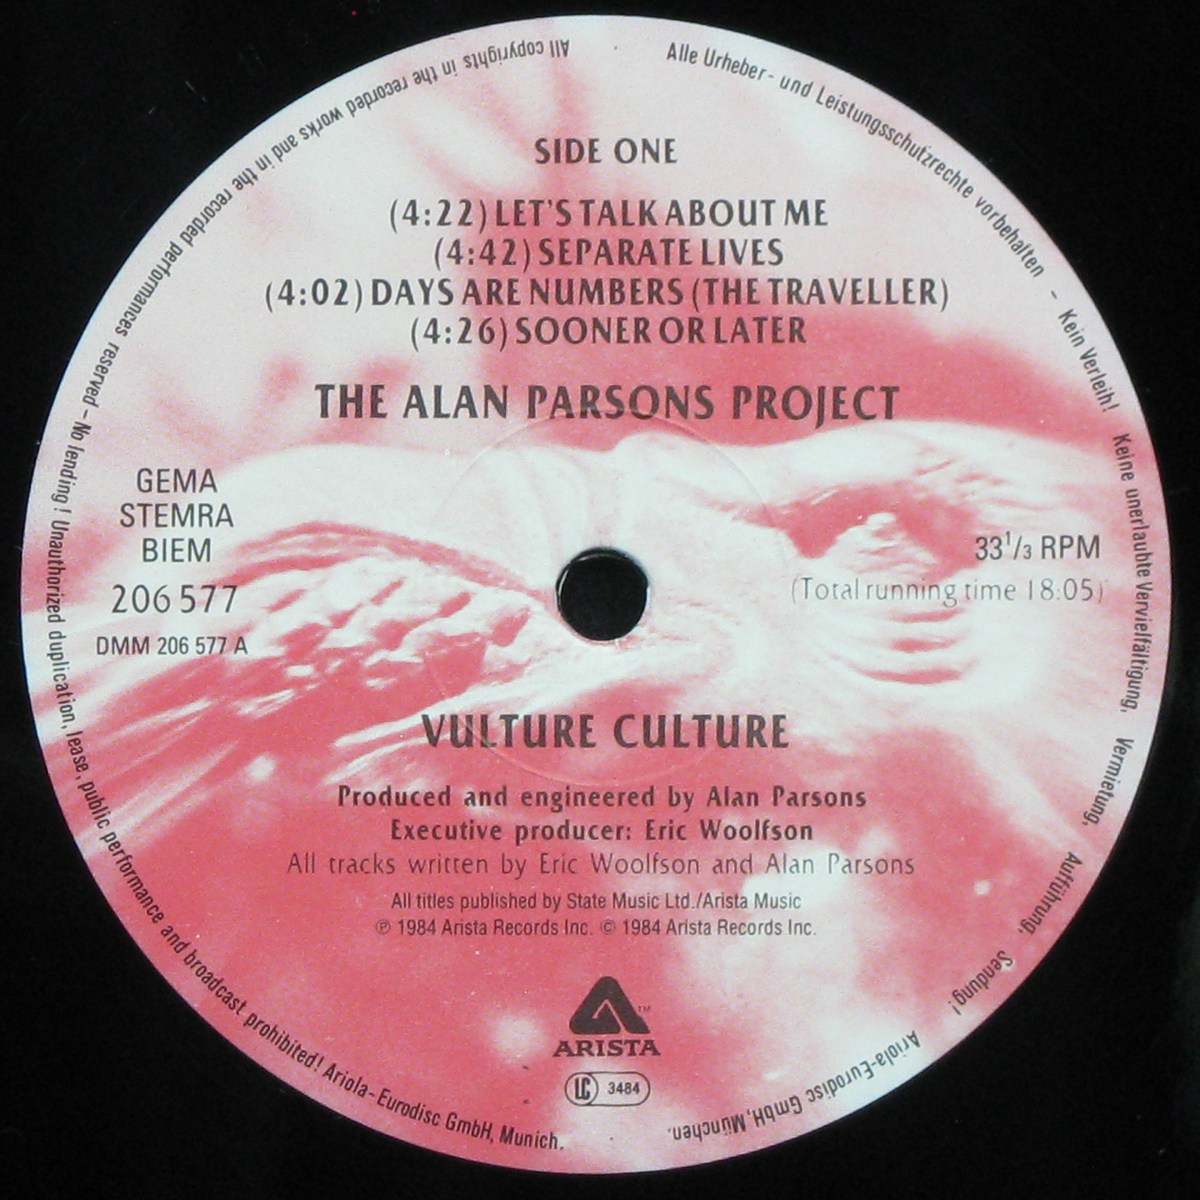 SIDE ONE
(4:22) LET'S TALK ABOUT ME
(4:42) SEPARATE LIVES
(4:02) DAYS ARE NUMBERS (THE TRAVELLER)
(4:26) SOONER OR LATER
THE ALAN PARSONS PROJECT
GEMA
STEMRA
BIEM
206 577
DMM 206 577 A
33 1/3 RPM
(Total running time 18:05)
VULTURE CULTURE
Produced and engineered by Alan Parsons
Executive producer: Eric Woolfson
All tracks written by Eric Woolfson and Alan Parsons
All titles published by State Music Ltd./Arista Music
℗ 1984 Arista Records Inc. © 1984 Arista Records Inc.
TM
ARISTA
LC 3484
Alle Urheber- und Leistungsschutzrechte vorbehalten - Kein Verleih! Keine unerlaubte Vervielfältigung, Vermietung, Aufführung, Sendung! Ariola-Eurodisc GmbH, München.
All copyrights in the recorded works and in the recorded performances reserved - No lending! Unauthorized duplication, lease, public performance and broadcast prohibited! Ariola-Eurodisc GmbH, Munich.